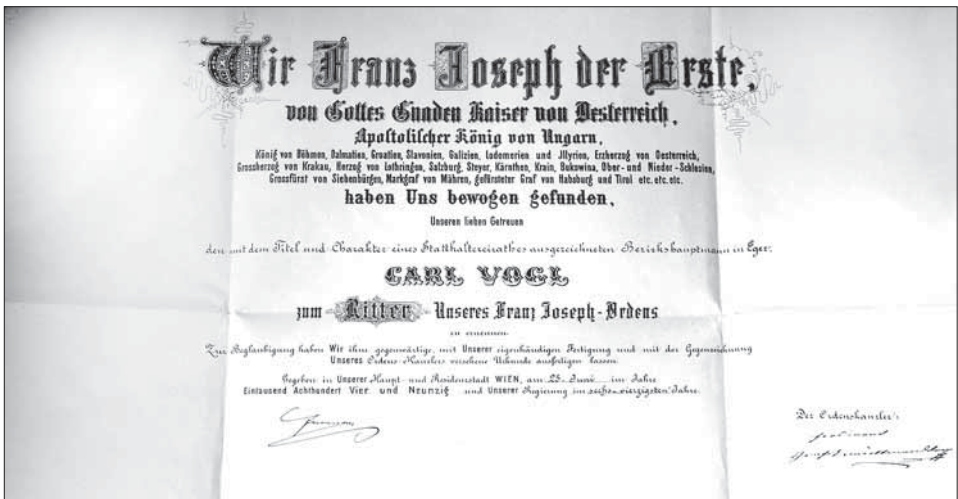 Wir Franz Joseph der Erste,
von Gottes Gnaden Kaiser von Oesterreich,
Apostolischer König von Ungarn,
König von Böhmen, Dalmatien, Croatien, Slavonien, Galizien, Lodomerien und Jllyrien, Erzherzog von Oesterreich,
Grossherzog von Krakau, Herzog von Lothringen, Salzburg, Steyer, Kärnthen, Krain, Bukowina, Ober- und Nieder-Schlesien,
Grossfürst von Siebenbürgen, Markgraf von Mähren, gefürsteter Graf von Habsburg und Tirol etc. etc. etc.
haben Uns bewogen gefunden,
Unseren lieben Getreuen
den mit dem Titel und Charakter eines Statthaltereirathes ausgezeichneten Bezirkshauptmann in Eger:
CARL VOGL
zum Ritter Unseres Franz Joseph-Ordens
zu ernennen.
Zur Beglaubigung haben Wir ihm gegenwärtige, mit Unserer eigenhändigen Fertigung und mit der Gegenzeichnung
Unseres Ordens-Kanzlers versehene Urkunde ausfertigen lassen.
Gegeben in Unserer Haupt- und Residenzstadt WIEN, am 23. Juni im Jahre
Eintausend Achthundert Vier und Neunzig und Unserer Regierung im sechsundvierzigsten Jahre.
Der Ordenskanzler: